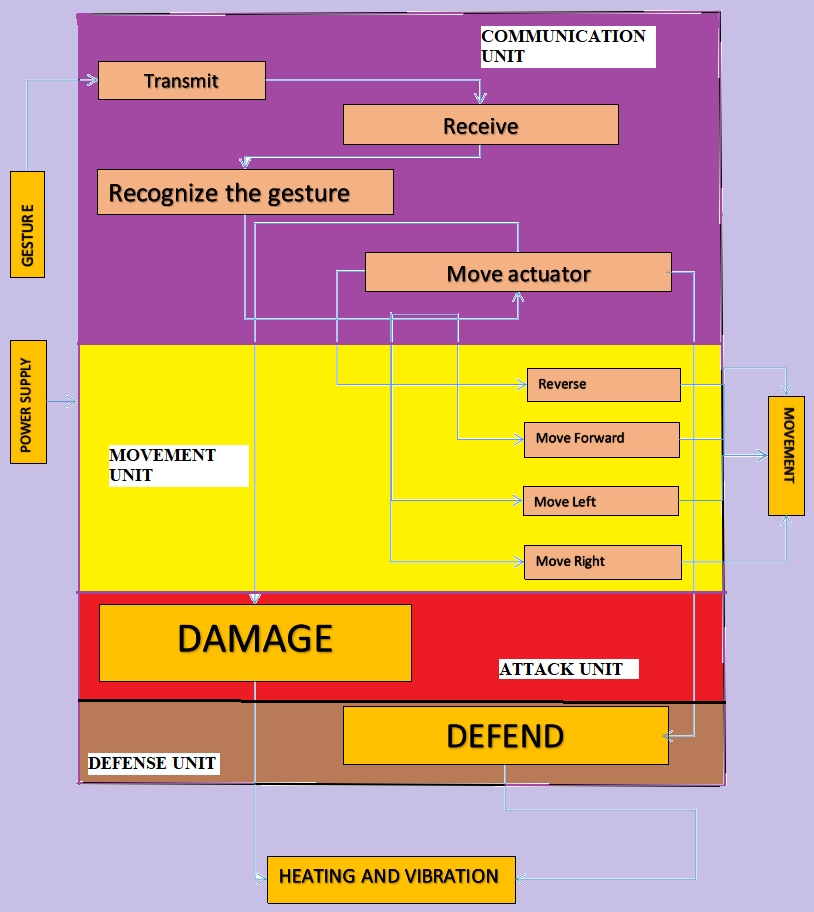 COMMUNICATION
UNIT
Transmit
Receive
Recognize the gesture
GESTURE
Move actuator
POWER SUPPLY
Reverse
Move Forward
MOVEMENT
MOVEMENT
UNIT
Move Left
Move Right
DAMAGE
ATTACK UNIT
DEFEND
DEFENSE UNIT
HEATING AND VIBRATION